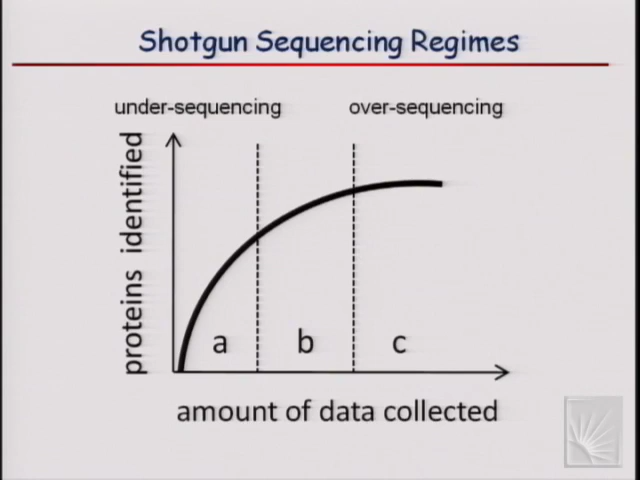 Shotgun Sequencing Regimes
under-sequencing over-sequencing
proteins identified
a b c
amount of data collected